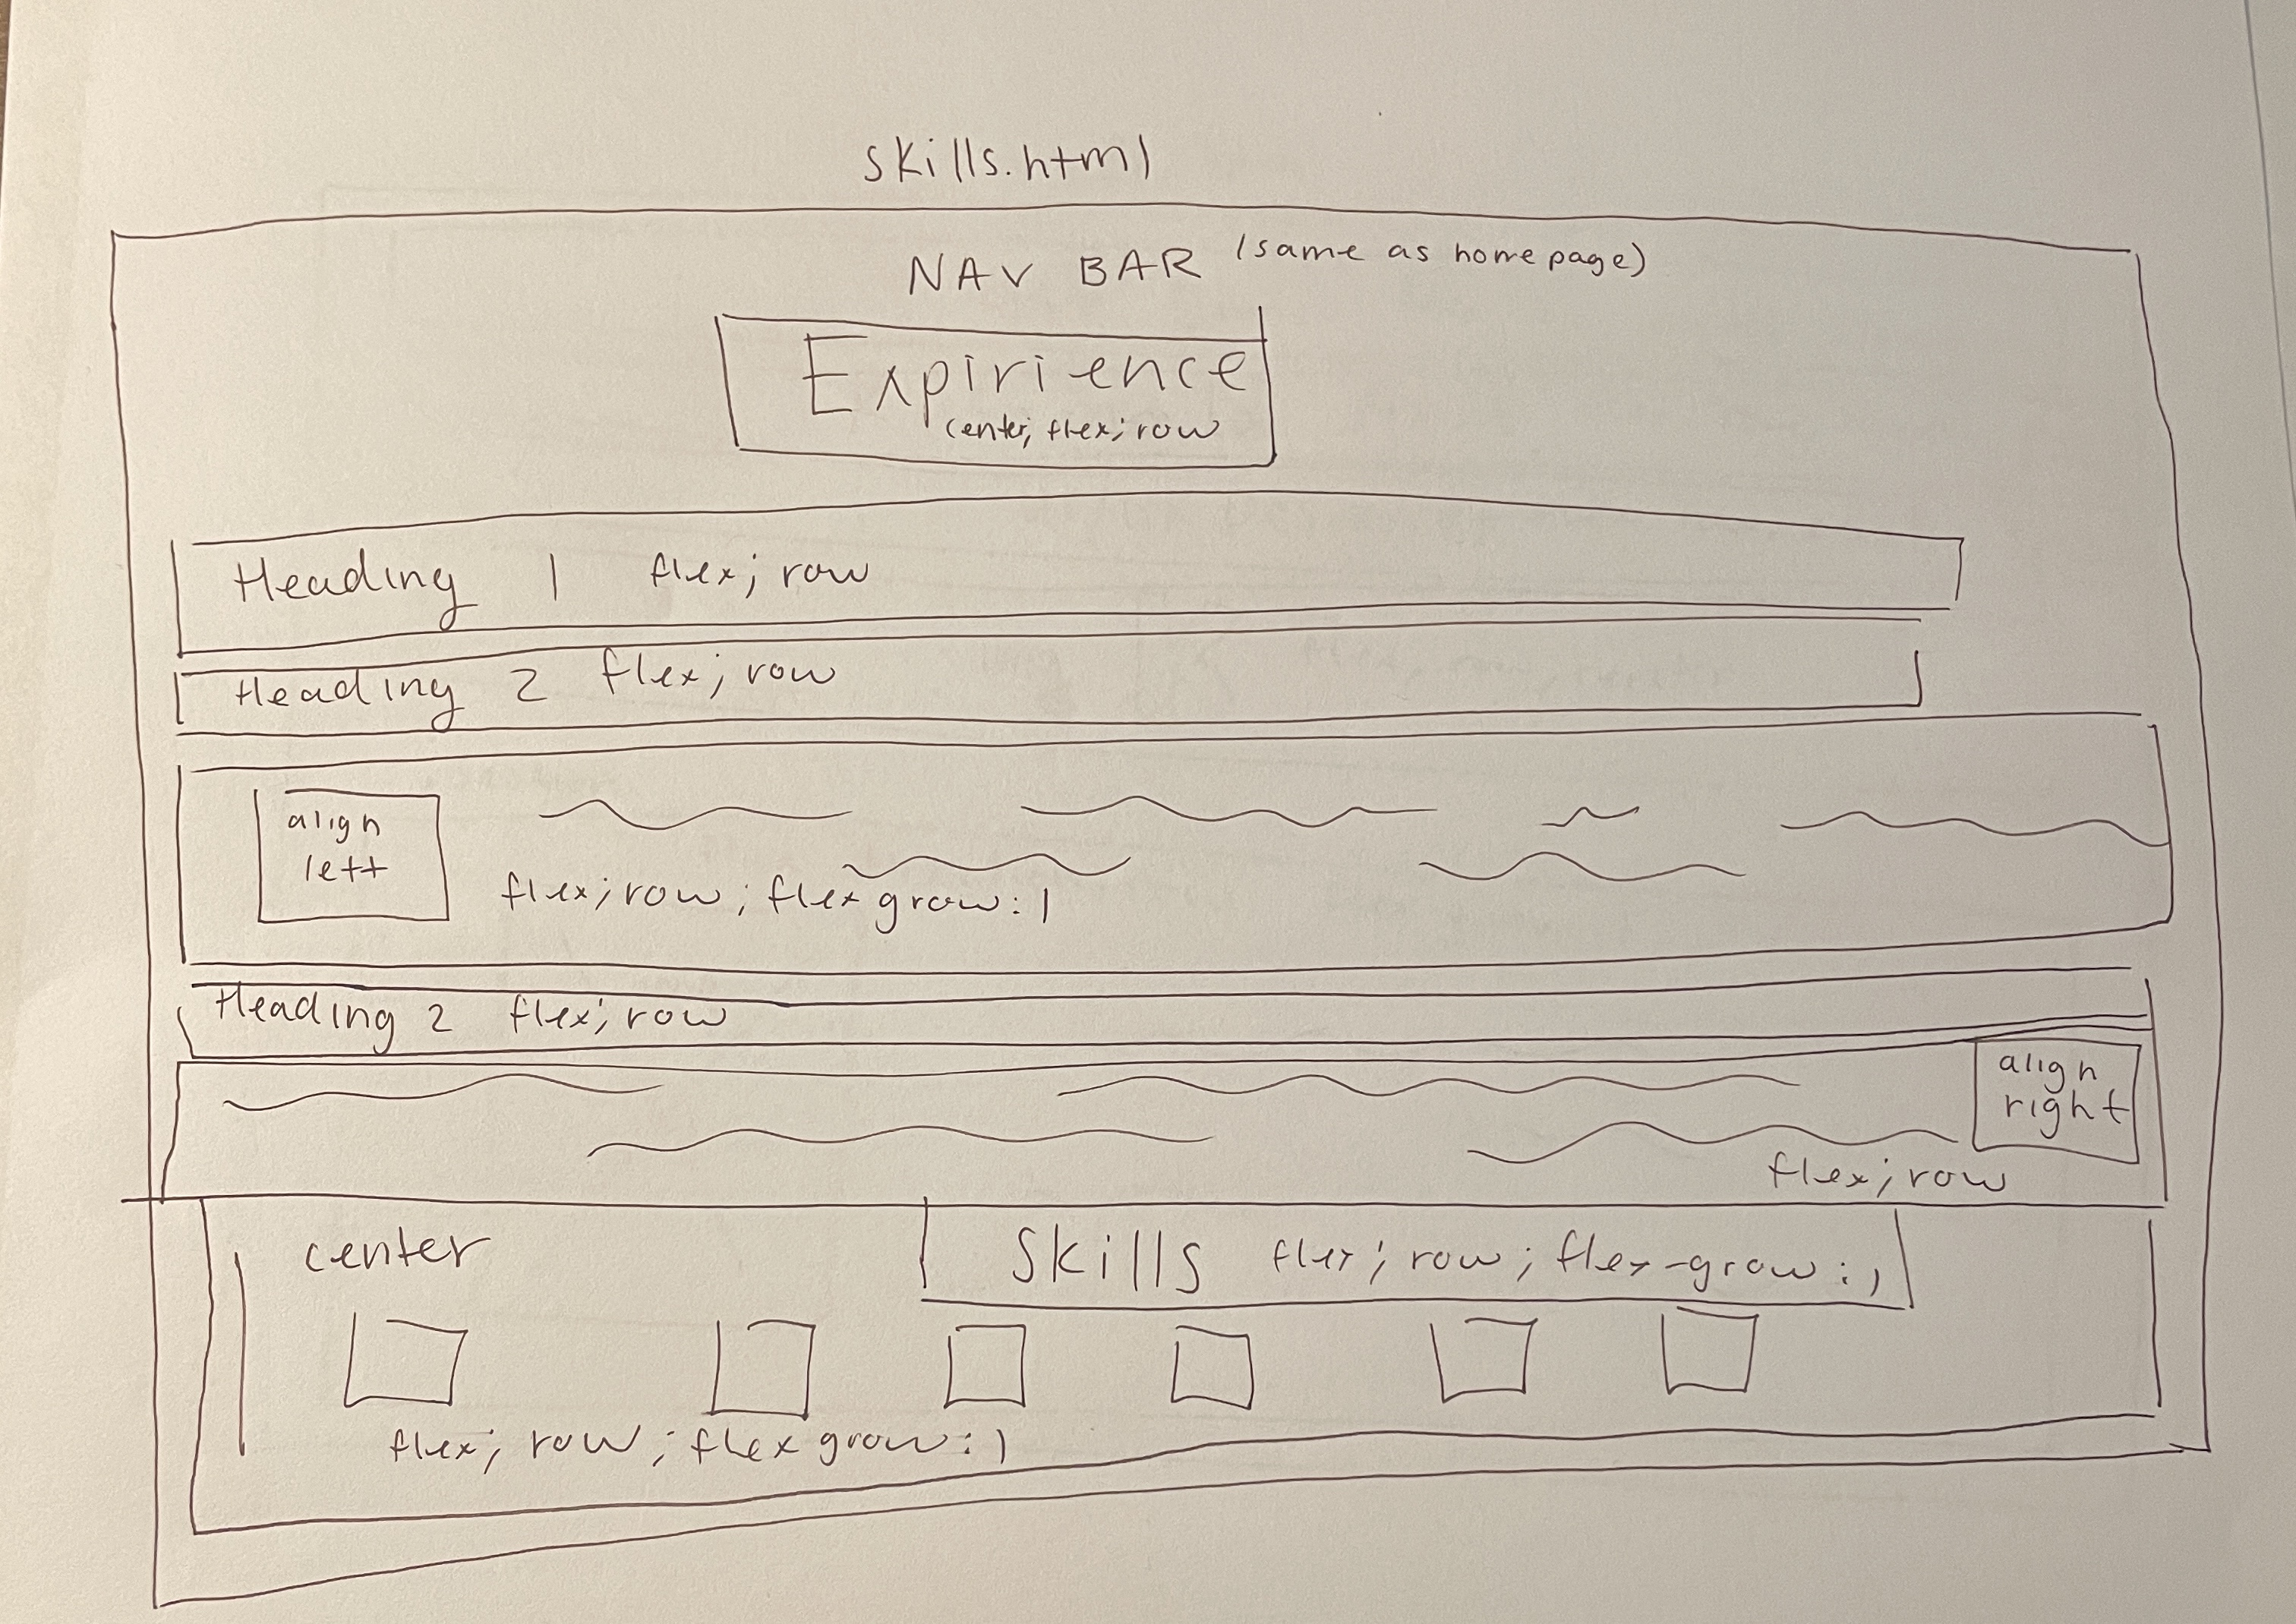 skills.html
NAV BAR (same as home page)
Expirience
center; flex; row
Heading 1 flex; row
Heading 2 flex; row
align
left
flex; row; flex grow: 1
Heading 2 flex; row
align
right
flex; row
center
Skills flex; row; flex-grow: 1
flex; row; flex grow: 1